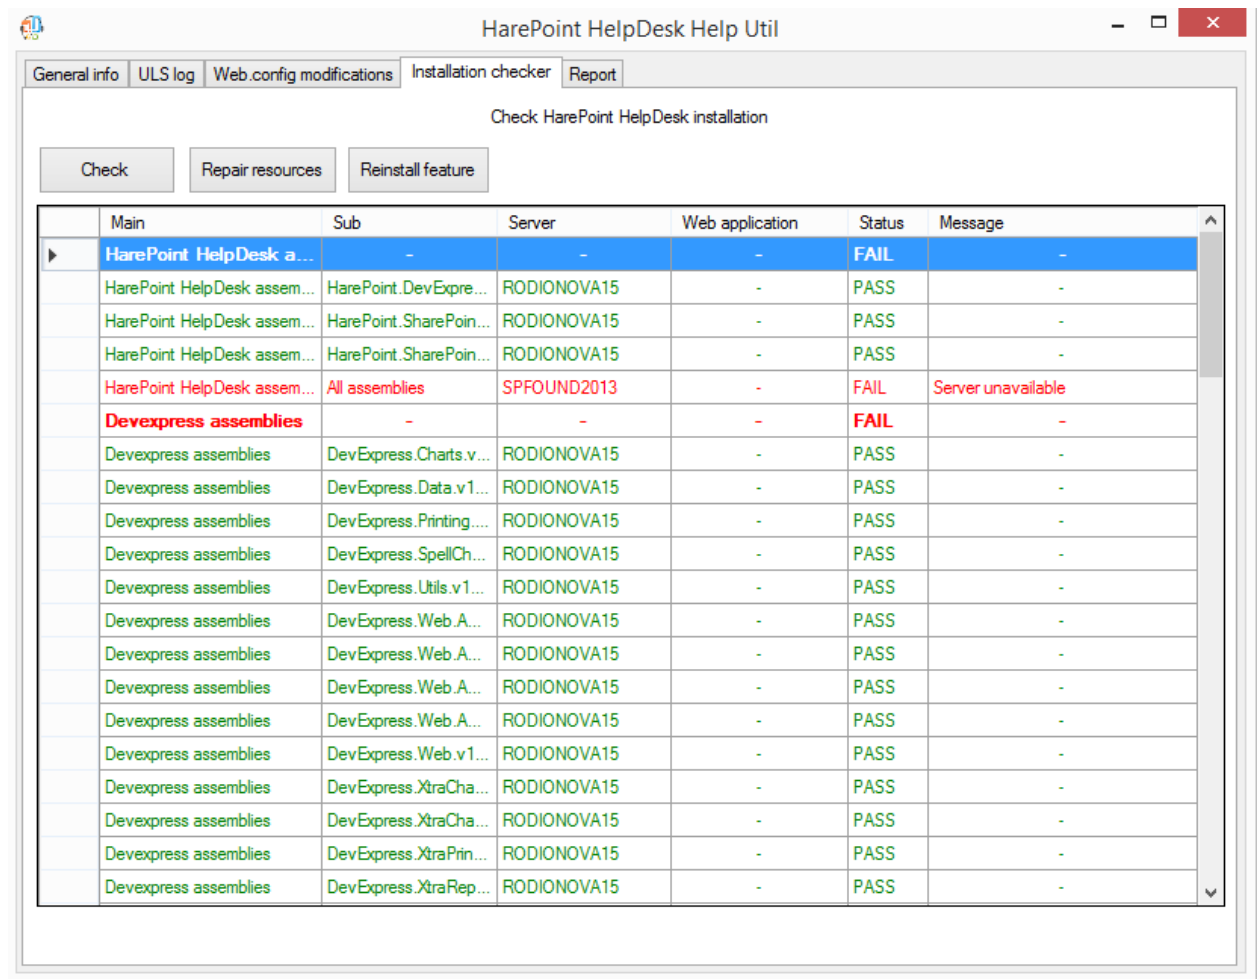 HarePoint HelpDesk Help Util
General info ULS log Web.config modifications Installation checker Report
Check HarePoint HelpDesk installation
Check Repair resources Reinstall feature
Main Sub Server Web application Status Message
HarePoint HelpDesk a... - - - FAIL -
HarePoint HelpDesk assem... HarePoint.DevExpre... RODIONOVA15 - PASS -
HarePoint HelpDesk assem... HarePoint.SharePoin... RODIONOVA15 - PASS -
HarePoint HelpDesk assem... HarePoint.SharePoin... RODIONOVA15 - PASS -
HarePoint HelpDesk assem... All assemblies SPFOUND2013 - FAIL Server unavailable
Devexpress assemblies - - - FAIL -
Devexpress assemblies DevExpress.Charts.v... RODIONOVA15 - PASS -
Devexpress assemblies DevExpress.Data.v1... RODIONOVA15 - PASS -
Devexpress assemblies DevExpress.Printing.... RODIONOVA15 - PASS -
Devexpress assemblies DevExpress.SpellCh... RODIONOVA15 - PASS -
Devexpress assemblies DevExpress.Utils.v1... RODIONOVA15 - PASS -
Devexpress assemblies DevExpress.Web.A... RODIONOVA15 - PASS -
Devexpress assemblies DevExpress.Web.A... RODIONOVA15 - PASS -
Devexpress assemblies DevExpress.Web.A... RODIONOVA15 - PASS -
Devexpress assemblies DevExpress.Web.A... RODIONOVA15 - PASS -
Devexpress assemblies DevExpress.Web.v1... RODIONOVA15 - PASS -
Devexpress assemblies DevExpress.XtraCha... RODIONOVA15 - PASS -
Devexpress assemblies DevExpress.XtraCha... RODIONOVA15 - PASS -
Devexpress assemblies DevExpress.XtraPrin... RODIONOVA15 - PASS -
Devexpress assemblies DevExpress.XtraRep... RODIONOVA15 - PASS -